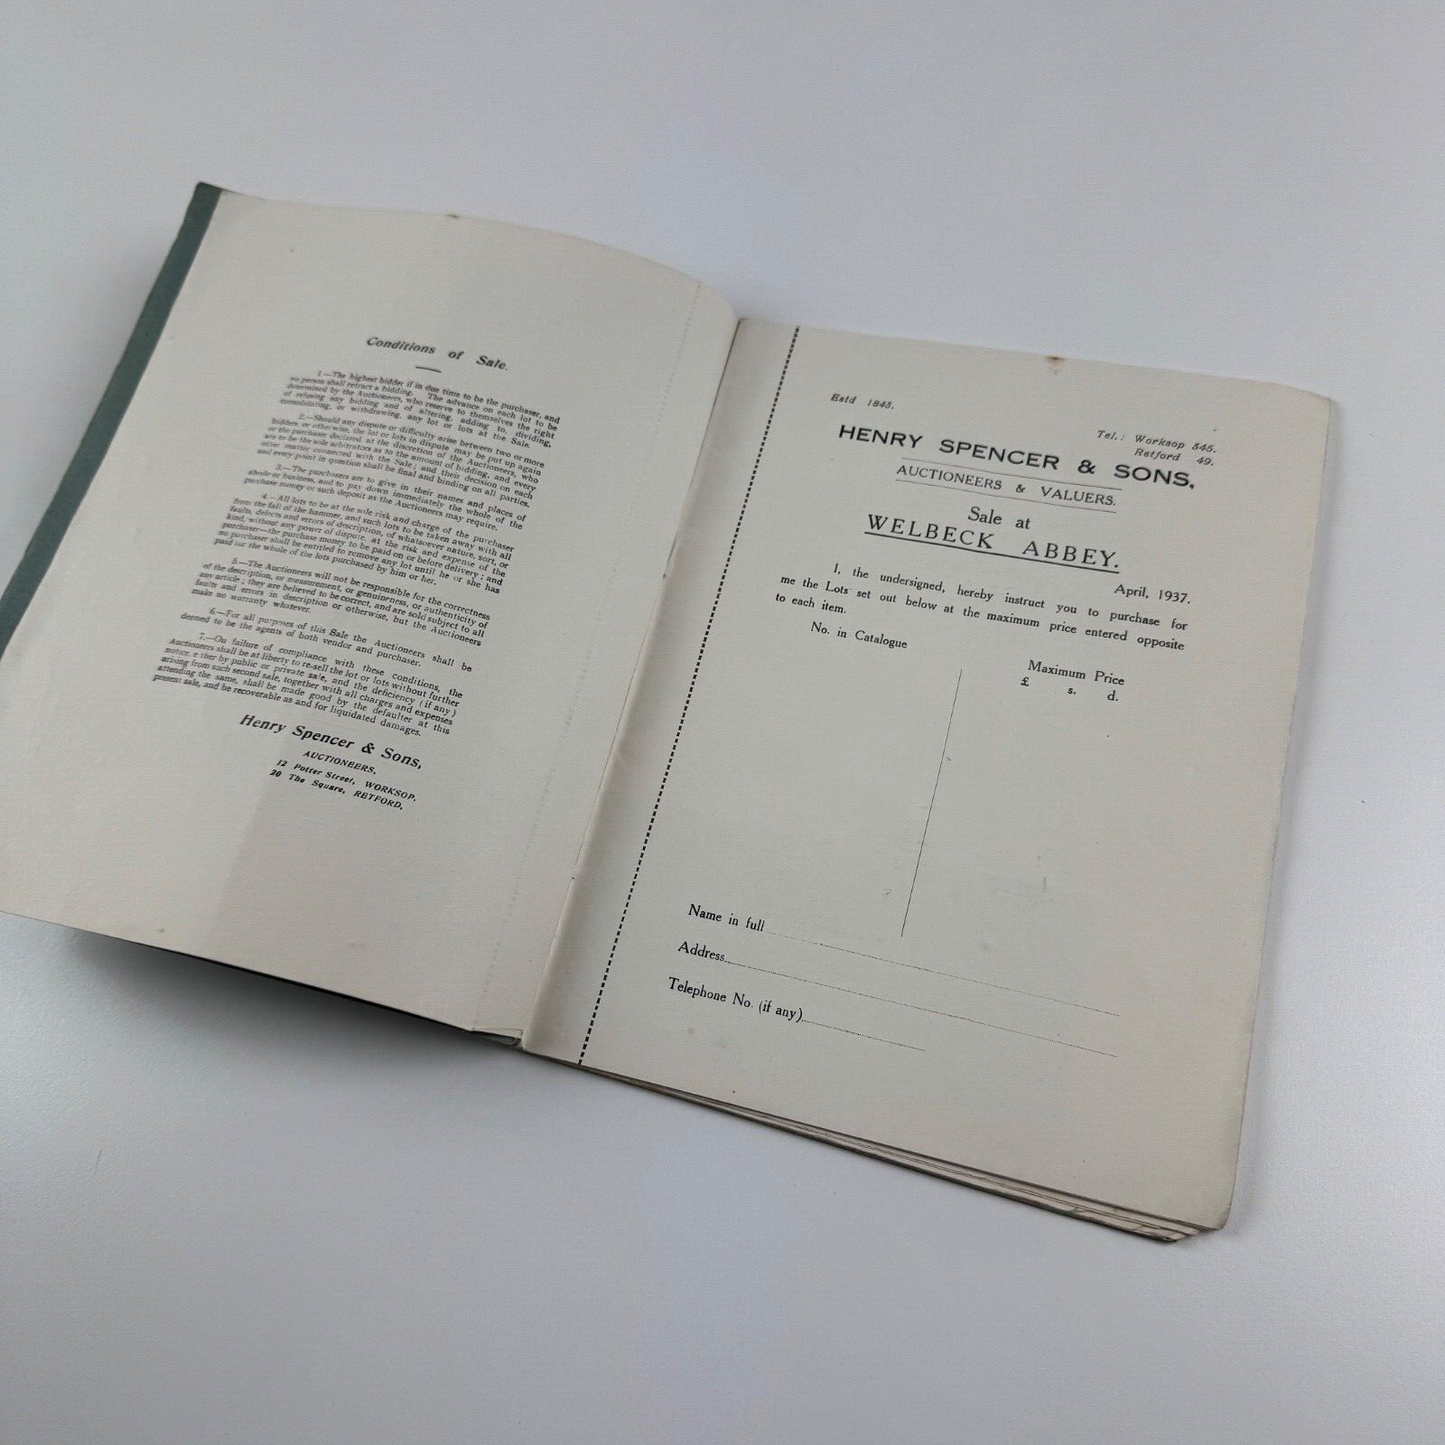 Conditions of Sale.
1.—The highest bidder if in due time to be the purchaser, and
no person shall retract a bidding. The advance on each lot to be
determined by the Auctioneers, who reserve to themselves the right
of relaxing any bidding and of altering, adding to, dividing,
consolidating, or withdrawing, any lot or lots at the Sale.
2.—Should any dispute or difficulty arise between two or more
bidders or otherwise, the lot or lots in dispute may be put up again
or the purchaser declared, at the discretion of the Auctioneers, who
are to be the sole arbitrators as to the amount of bidding, and every
other matter connected with the Sale; and their decision on each
and every point in question shall be final and binding on all parties.
3.—The purchasers are to give in their names and places of
abode or business, and to pay down immediately the whole of the
purchase money or such deposit as the Auctioneers may require.
4.—All lots to be at the sole risk and charge of the purchaser
from the fall of the hammer, and such lots to be taken away with all
faults, defects and errors of description, of whatsoever nature, sort, or
kind, without any power of dispute, at the risk and expense of the
purchaser—the purchase money to be paid on or before delivery; and
no purchaser shall be entitled to remove any lot until he or she has
paid for the whole of the lots purchased by him or her.
5.—The Auctioneers will not be responsible for the correctness
of the description, or measurement, or genuineness, or authenticity of
any article; they are believed to be correct, and are sold subject to all
faults and errors in description or otherwise, but the Auctioneers
make no warranty whatever.
6.—For all purposes of this Sale the Auctioneers shall be
deemed to be the agents of both vendor and purchaser.
7.—On failure of compliance with these conditions, the
Auctioneers shall be at liberty to re-sell the lot or lots without further
notice, either by public or private sale, and the deficiency (if any)
arising from such second sale, together with all charges and expenses
attending the same, shall be made good by the defaulter at this
present sale, and be recoverable as and for liquidated damages.
Henry Spencer & Sons,
AUCTIONEERS,
12 Potter Street, WORKSOP.
20 The Square, RETFORD.
Estd 1845.
Tel.: Worksop 345.
Retford 49.
HENRY SPENCER & SONS,
AUCTIONEERS & VALUERS.
Sale at
WELBECK ABBEY.
April, 1937.
I, the undersigned, hereby instruct you to purchase for
me the Lots set out below at the maximum price entered opposite
to each item.
No. in Catalogue
Maximum Price
£ s. d.
Name in full
Address
Telephone No. (if any)